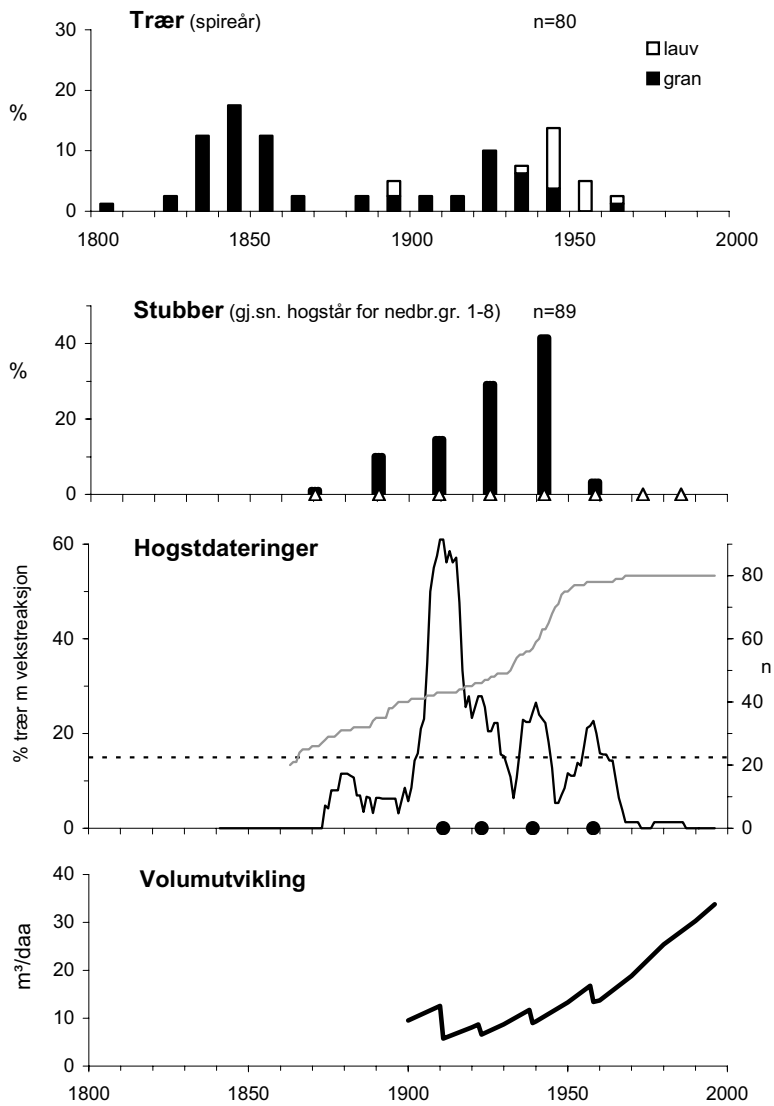 Trær (spireår) n=80
30
20
10
0
%
lauv
gran
1800 1850 1900 1950 2000
Stubber (gj.sn. hogstår for nedbr.gr. 1-8) n=89
40
20
0
%
Hogstdateringer
60
40
20
0
% trær m vekstreaksjon
80
60
40
20
0
n
Volumutvikling
40
30
20
10
0
m³/daa
1800 1850 1900 1950 2000